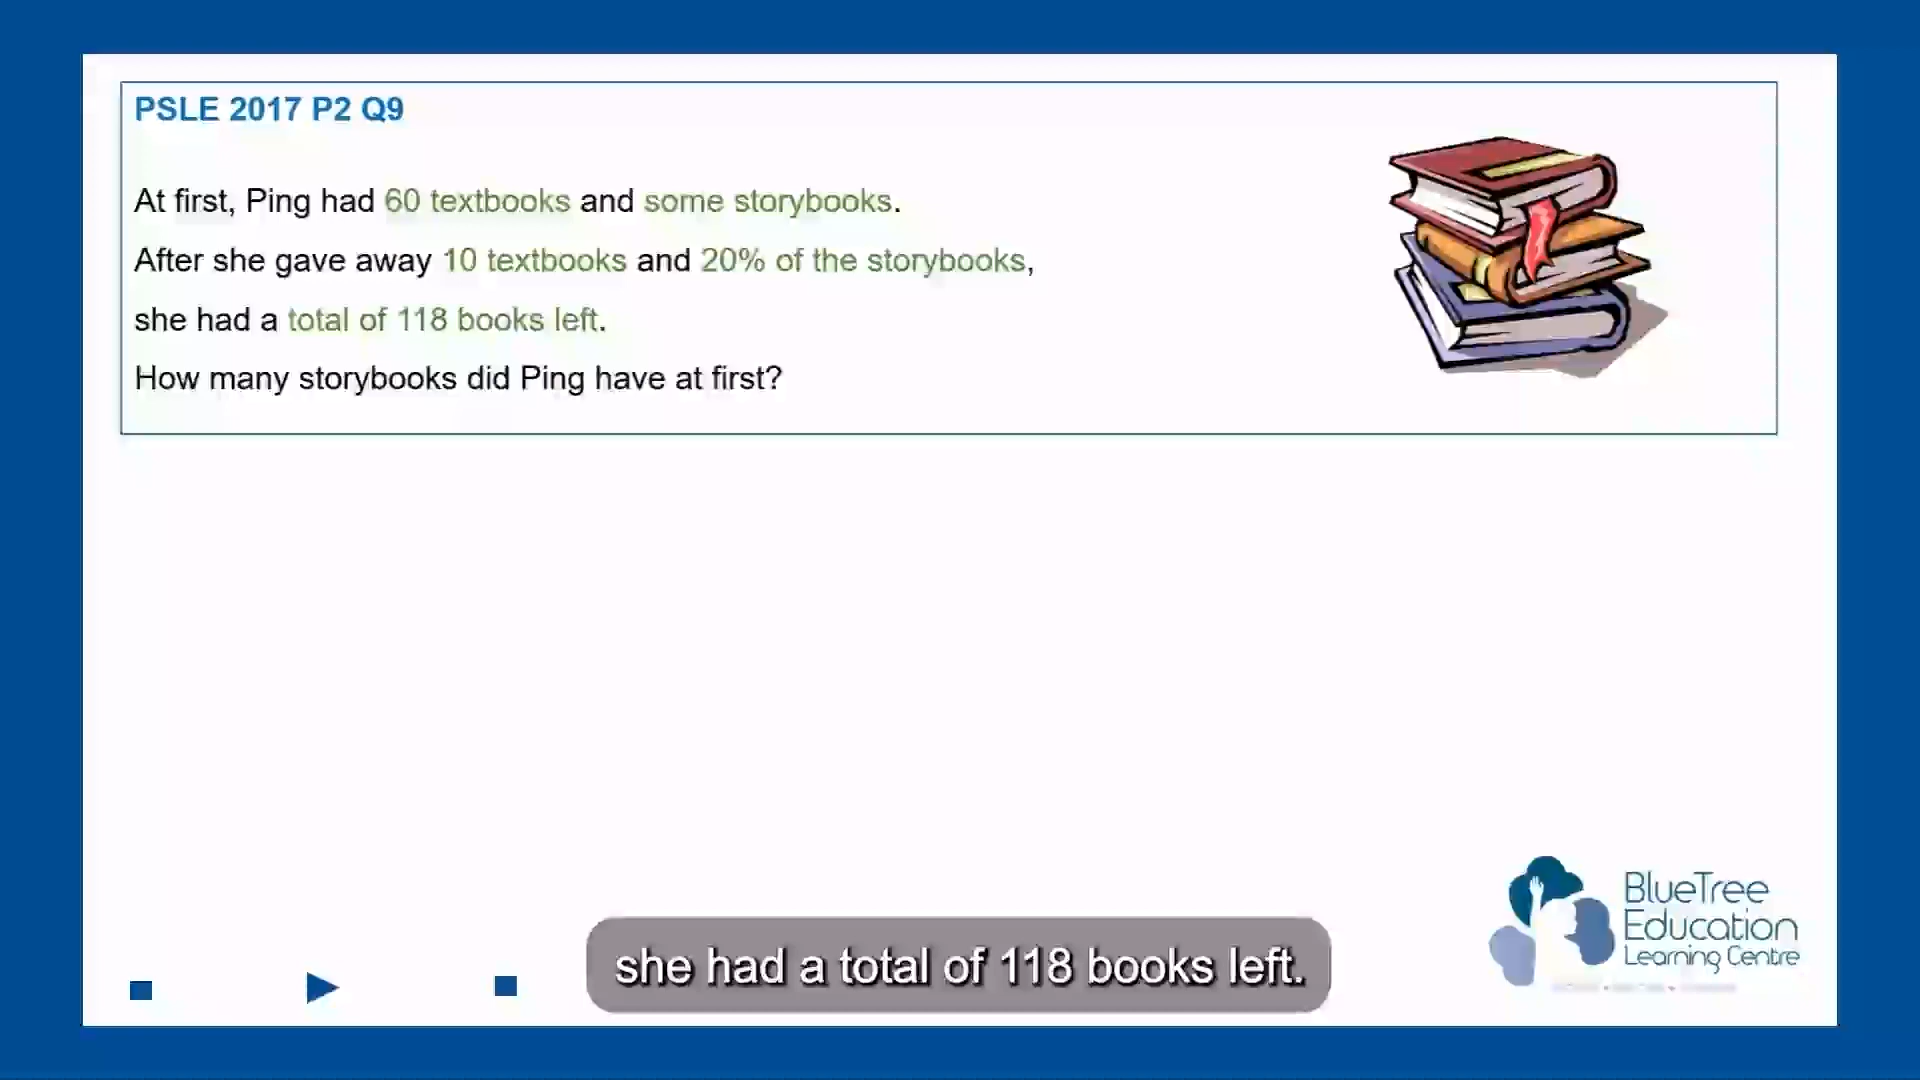 PSLE 2017 P2 Q9
At first, Ping had 60 textbooks and some storybooks.
After she gave away 10 textbooks and 20% of the storybooks,
she had a total of 118 books left.
How many storybooks did Ping have at first?
she had a total of 118 books left.
BlueTree
Education
Learning Centre